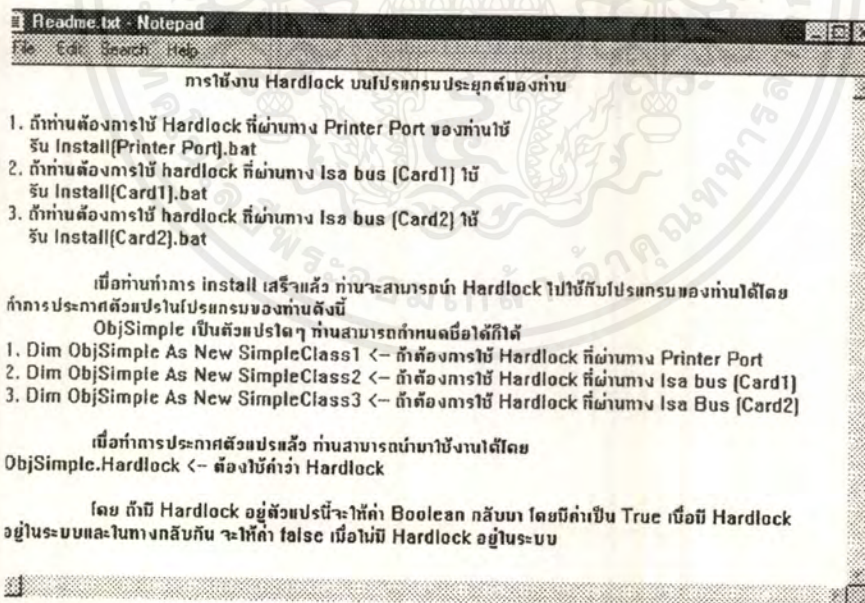 Readme.txt - Notepad
File Edit Search Help
การใช้งาน Hardlock บนโปรแกรมประยุกต์ของท่าน
1. ถ้าท่านต้องการใช้ Hardlock ที่ผ่านทาง Printer Port ของท่านใช้
รัน Install(Printer Port).bat
2. ถ้าท่านต้องการใช้ hardlock ที่ผ่านทาง Isa bus (Card1) ใช้
รัน Install(Card1).bat
3. ถ้าท่านต้องการใช้ hardlock ที่ผ่านทาง Isa bus (Card2) ใช้
รัน Install(Card2).bat
เมื่อท่านทำการ install เสร็จแล้ว ท่านจะสามารถนำ Hardlock ไปใช้กับโปรแกรมของท่านได้โดย
ทำการประกาศตัวแปรในโปรแกรมของท่านดังนี้
ObjSimple เป็นตัวแปรใดๆ ท่านสามารถกำหนดชื่อได้ก็ได้
1. Dim ObjSimple As New SimpleClass1 <-- ถ้าต้องการใช้ Hardlock ที่ผ่านทาง Printer Port
2. Dim ObjSimple As New SimpleClass2 <-- ถ้าต้องการใช้ Hardlock ที่ผ่านทาง Isa bus (Card1)
3. Dim ObjSimple As New SimpleClass3 <-- ถ้าต้องการใช้ Hardlock ที่ผ่านทาง Isa Bus (Card2)
เมื่อทำการประกาศตัวแปรแล้ว ท่านสามารถนำมาใช้งานได้โดย
ObjSimple.Hardlock <-- ต้องใช้คำว่า Hardlock
โดย ถ้ามี Hardlock อยู่ตัวแปรนี้จะให้ค่า Boolean กลับมา โดยมีค่าเป็น True เมื่อมี Hardlock
อยู่ในระบบและในทางกลับกัน จะให้ค่า false เมื่อไม่มี Hardlock อยู่ในระบบ